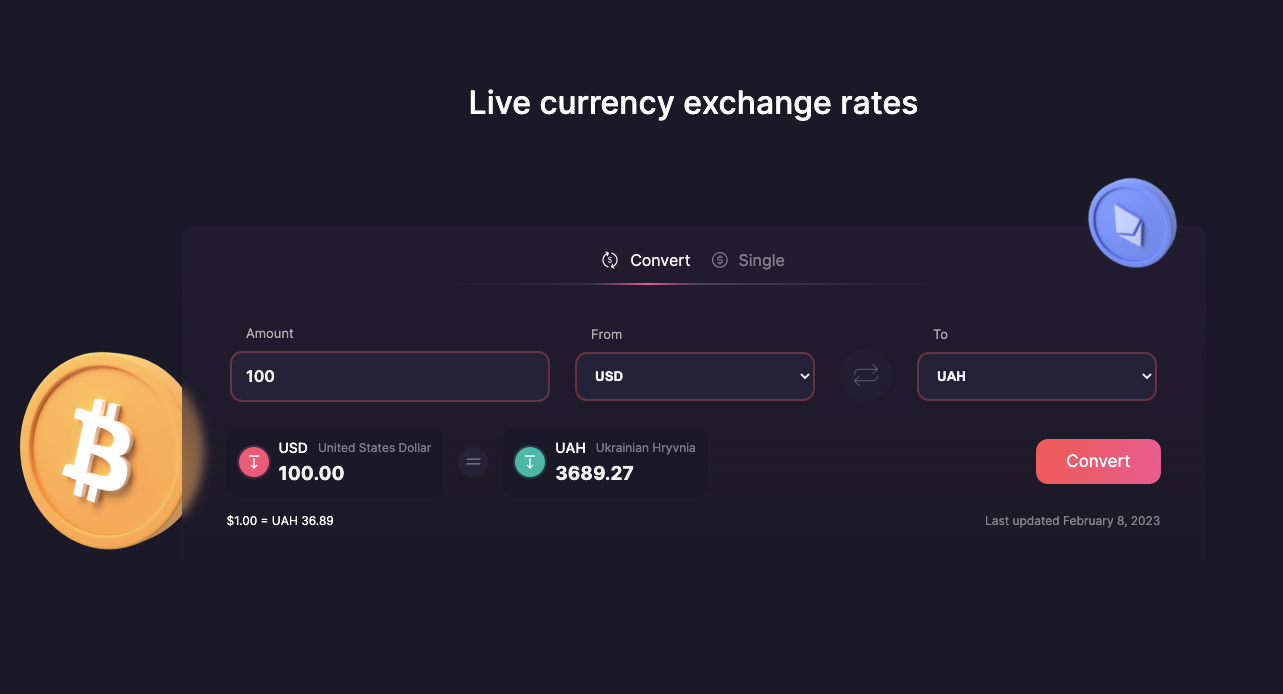 Live currency exchange rates
Convert Single
Amount From To
100 USD UAH
USD United States Dollar UAH Ukrainian Hryvnia
100.00 = 3689.27
Convert
$1.00 = UAH 36.89 Last updated February 8, 2023